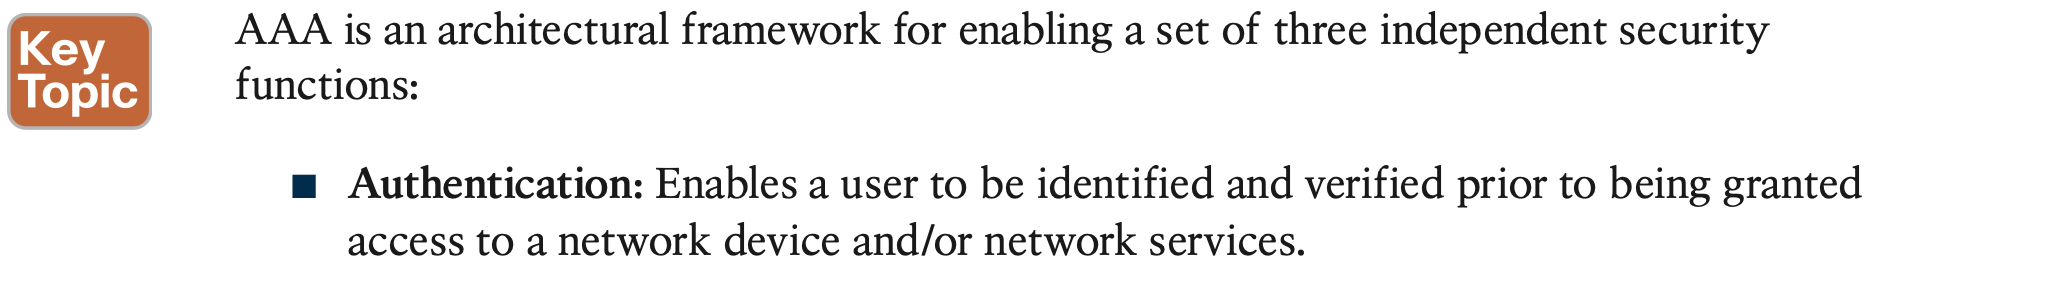 Key
Topic
AAA is an architectural framework for enabling a set of three independent security
functions:
■ Authentication: Enables a user to be identified and verified prior to being granted
access to a network device and/or network services.